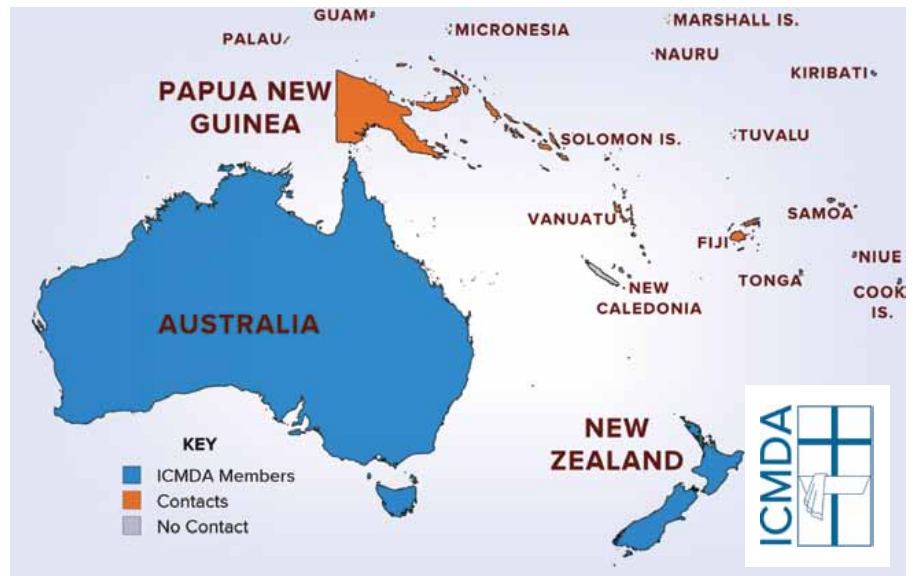 GUAM
MARSHALL IS.
PALAU
MICRONESIA
NAURU
KIRIBATI
PAPUA NEW
GUINEA
SOLOMON IS.
TUVALU
VANUATU
SAMOA
FIJI
NIUE
TONGA
NEW
CALEDONIA
COOK
IS.
AUSTRALIA
NEW
ZEALAND
KEY
ICMDA Members
Contacts
No Contact
ICMDA